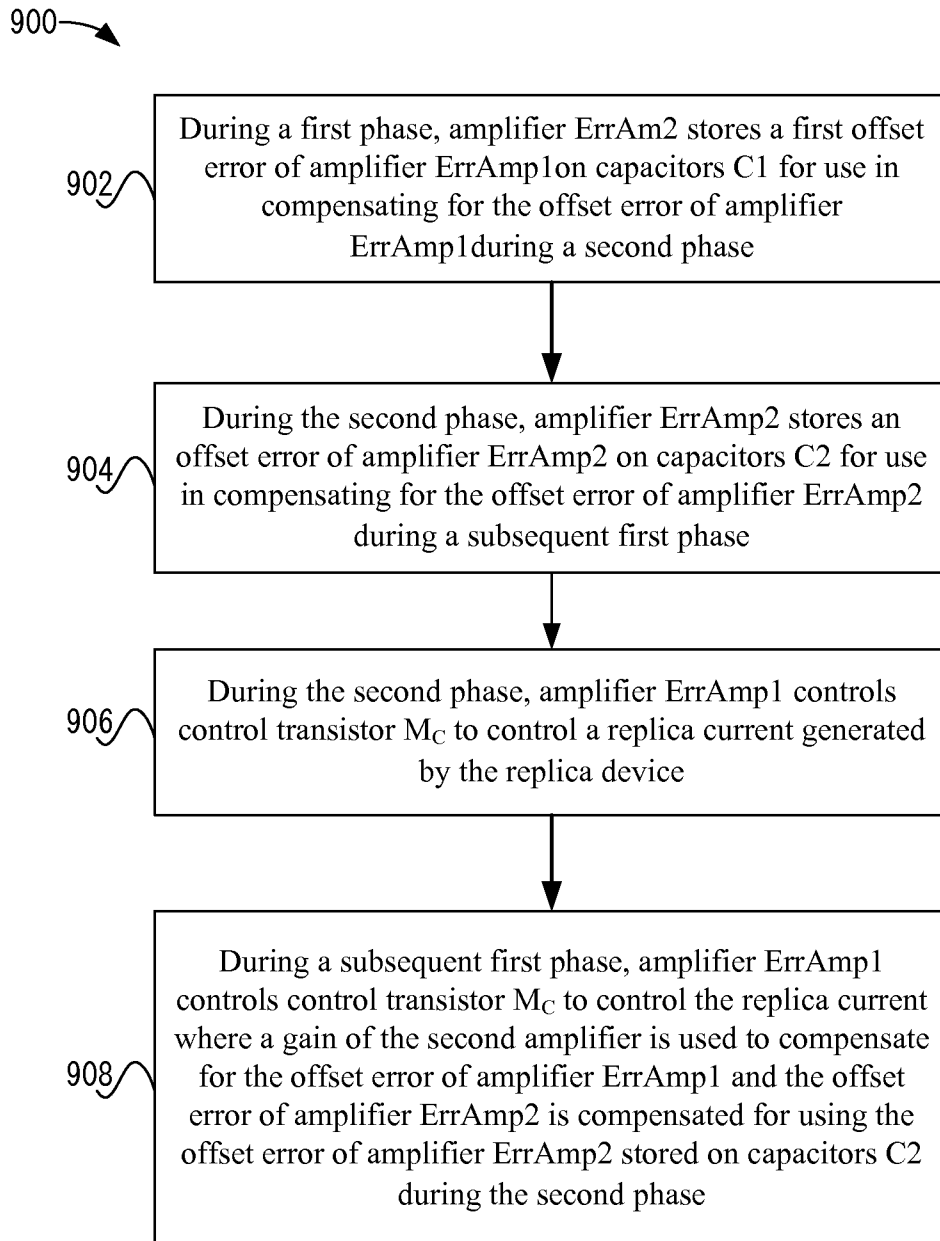 900
During a first phase, amplifier ErrAm2 stores a first offset
error of amplifier ErrAmp1on capacitors C1 for use in
compensating for the offset error of amplifier
ErrAmp1during a second phase
902
During the second phase, amplifier ErrAmp2 stores an
offset error of amplifier ErrAmp2 on capacitors C2 for use
in compensating for the offset error of amplifier ErrAmp2
during a subsequent first phase
904
During the second phase, amplifier ErrAmp1 controls
control transistor MC to control a replica current generated
by the replica device
906
During a subsequent first phase, amplifier ErrAmp1
controls control transistor MC to control the replica current
where a gain of the second amplifier is used to compensate
for the offset error of amplifier ErrAmp1 and the offset
error of amplifier ErrAmp2 is compensated for using the
offset error of amplifier ErrAmp2 stored on capacitors C2
during the second phase
908